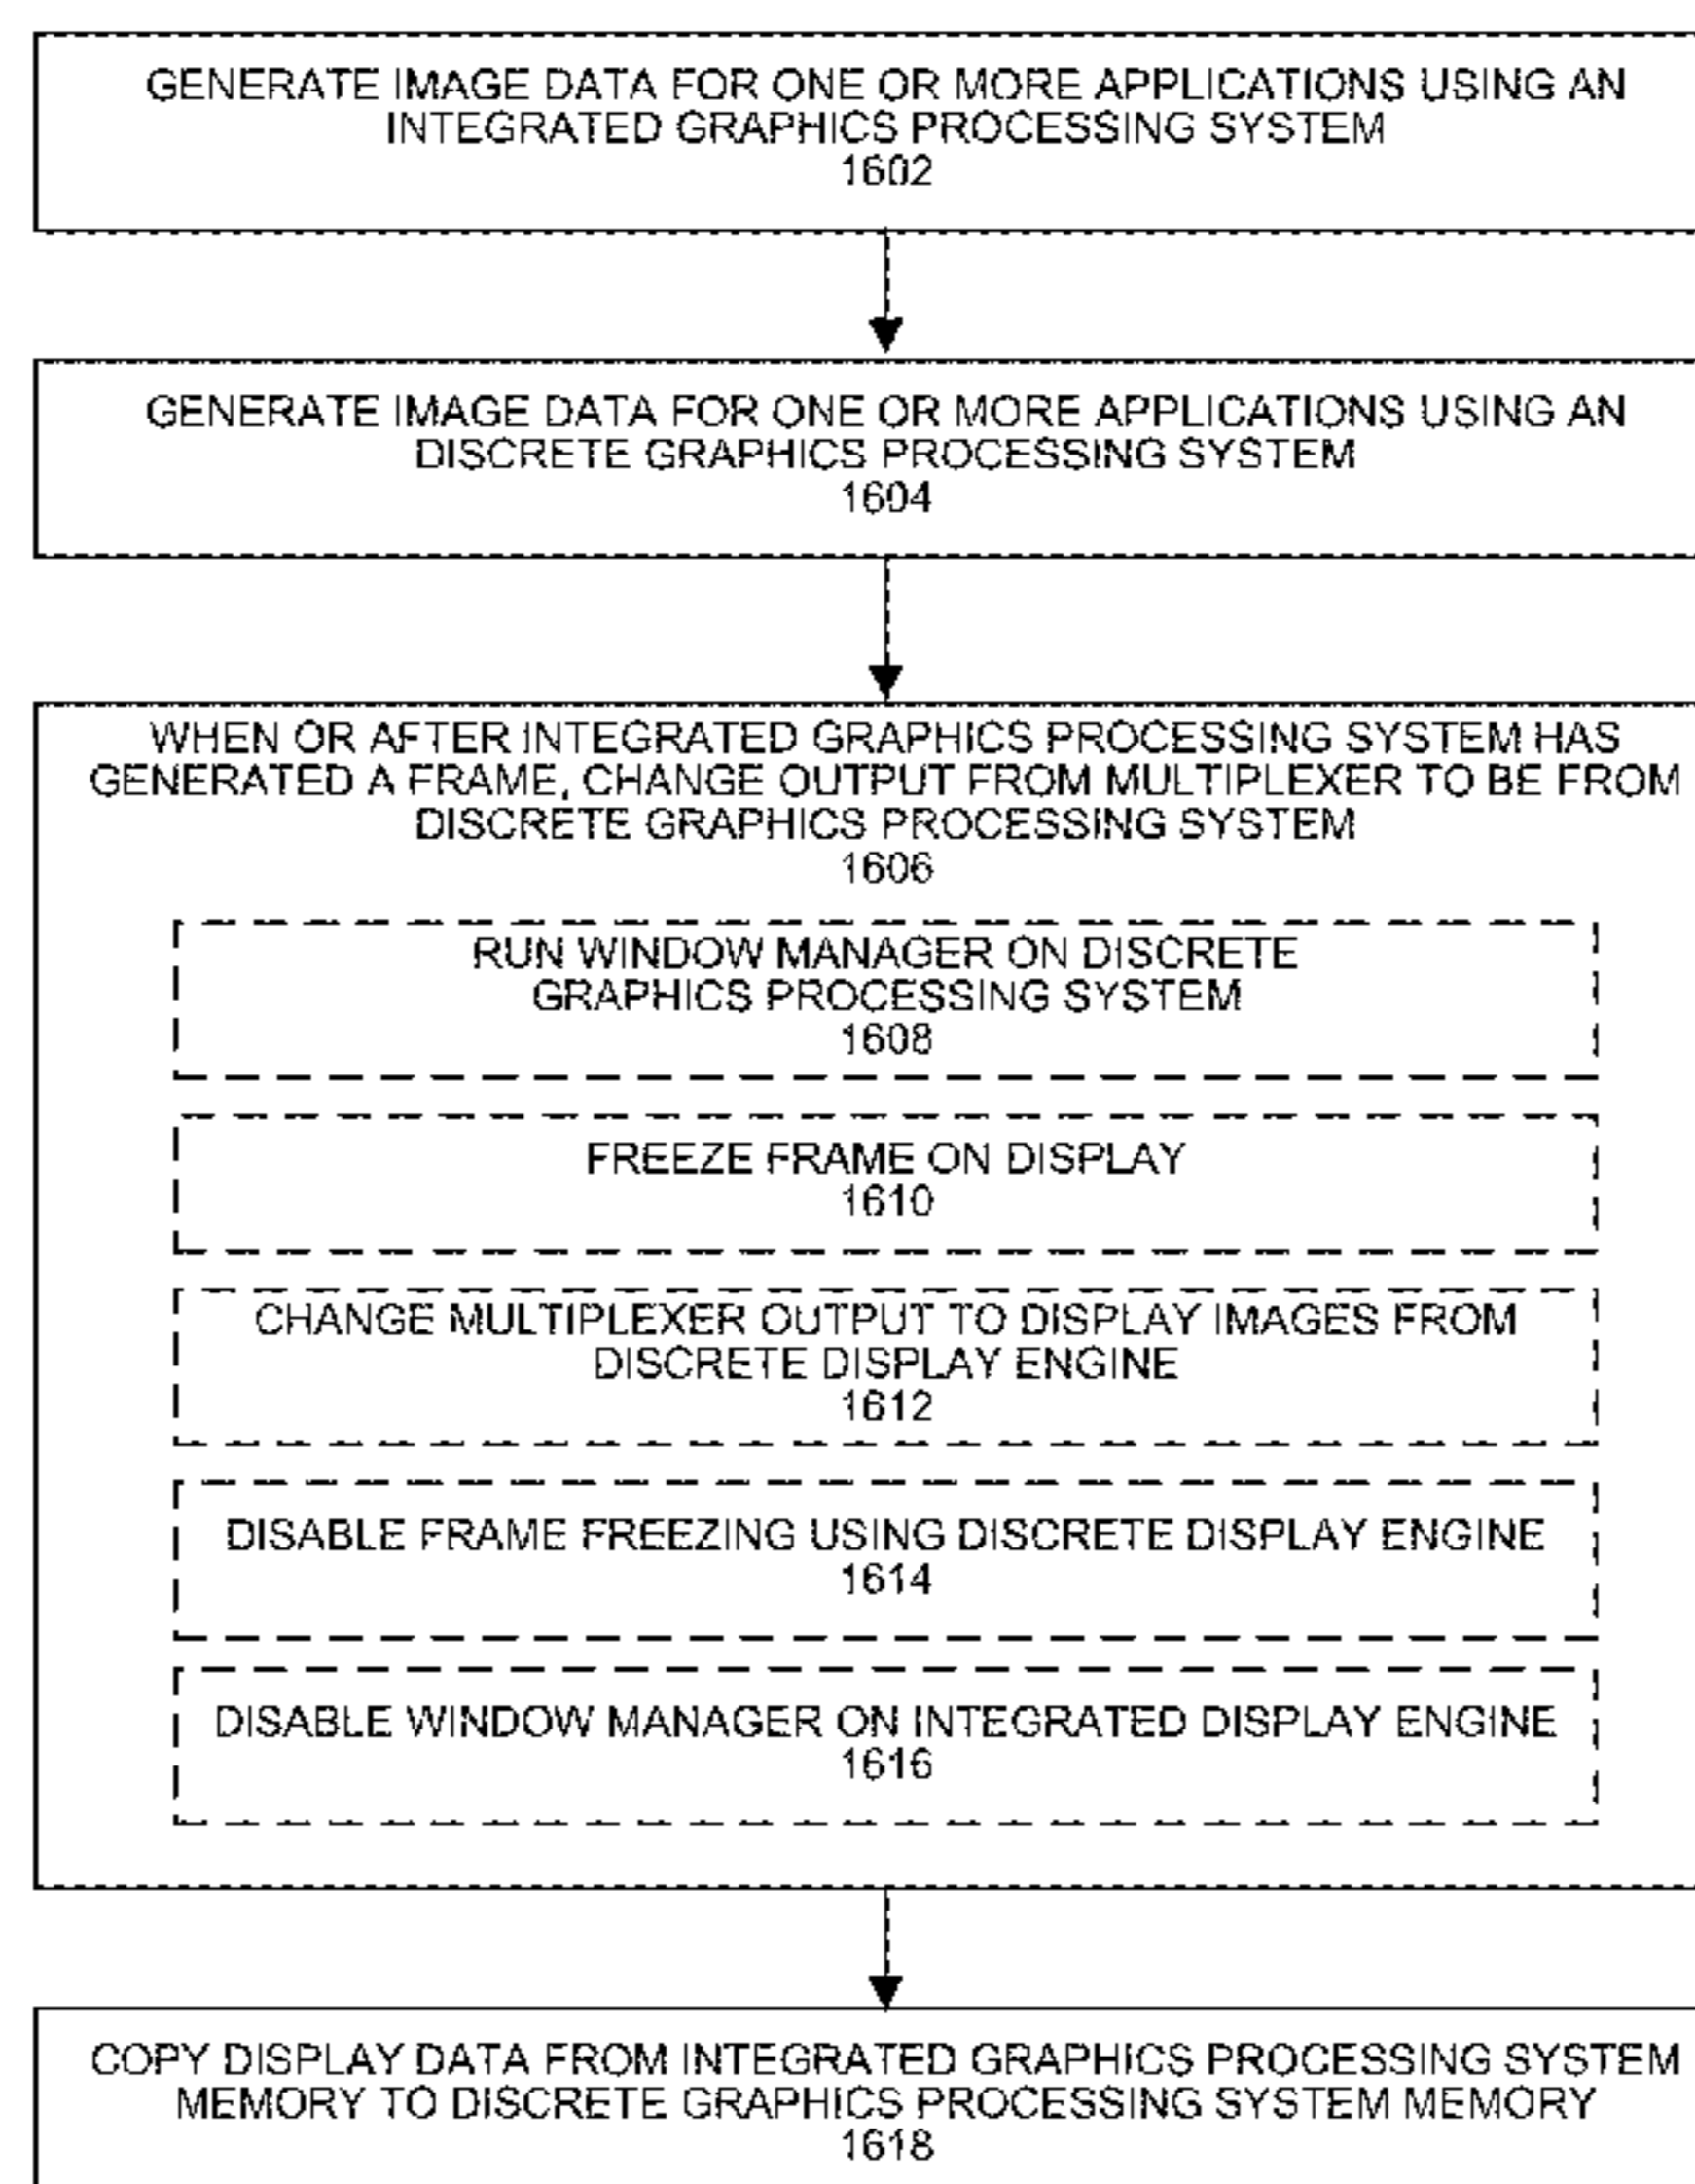 GENERATE IMAGE DATA FOR ONE OR MORE APPLICATIONS USING AN
INTEGRATED GRAPHICS PROCESSING SYSTEM
1602
GENERATE IMAGE DATA FOR ONE OR MORE APPLICATIONS USING AN
DISCRETE GRAPHICS PROCESSING SYSTEM
1604
WHEN OR AFTER INTEGRATED GRAPHICS PROCESSING SYSTEM HAS
GENERATED A FRAME, CHANGE OUTPUT FROM MULTIPLEXER TO BE FROM
DISCRETE GRAPHICS PROCESSING SYSTEM
1606
RUN WINDOW MANAGER ON DISCRETE
GRAPHICS PROCESSING SYSTEM
1608
FREEZE FRAME ON DISPLAY
1610
CHANGE MULTIPLEXER OUTPUT TO DISPLAY IMAGES FROM
DISCRETE DISPLAY ENGINE
1612
DISABLE FRAME FREEZING USING DISCRETE DISPLAY ENGINE
1614
DISABLE WINDOW MANAGER ON INTEGRATED DISPLAY ENGINE
1616
COPY DISPLAY DATA FROM INTEGRATED GRAPHICS PROCESSING SYSTEM
MEMORY TO DISCRETE GRAPHICS PROCESSING SYSTEM MEMORY
1618